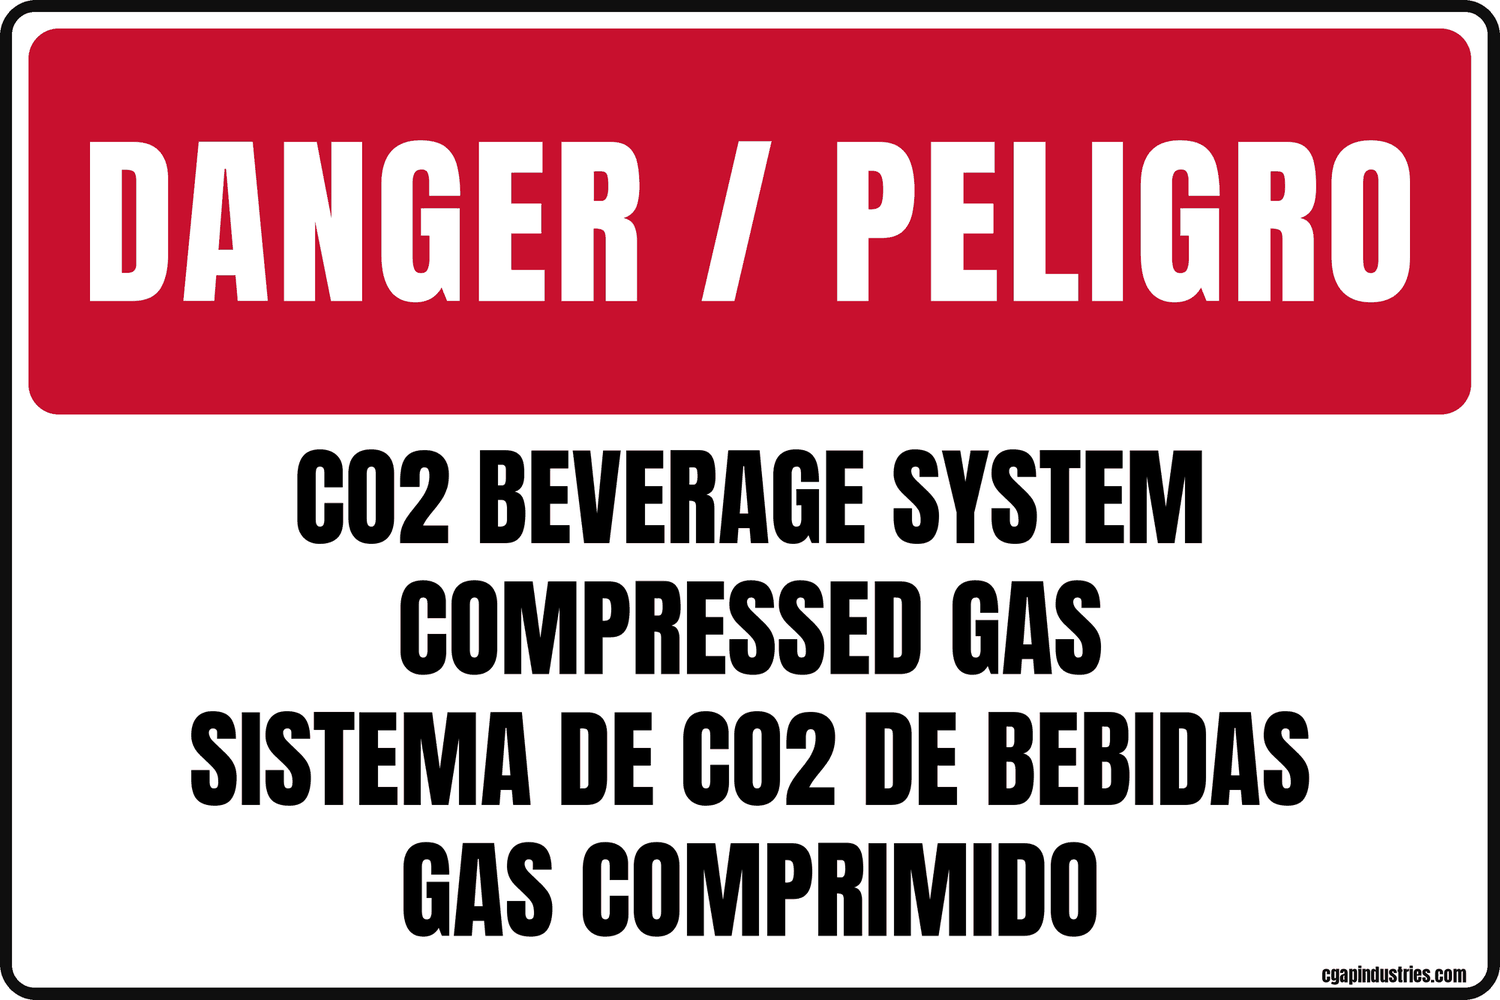 DANGER / PELIGRO
CO2 BEVERAGE SYSTEM
COMPRESSED GAS
SISTEMA DE CO2 DE BEBIDAS
GAS COMPRIMIDO
cgapindustries.com